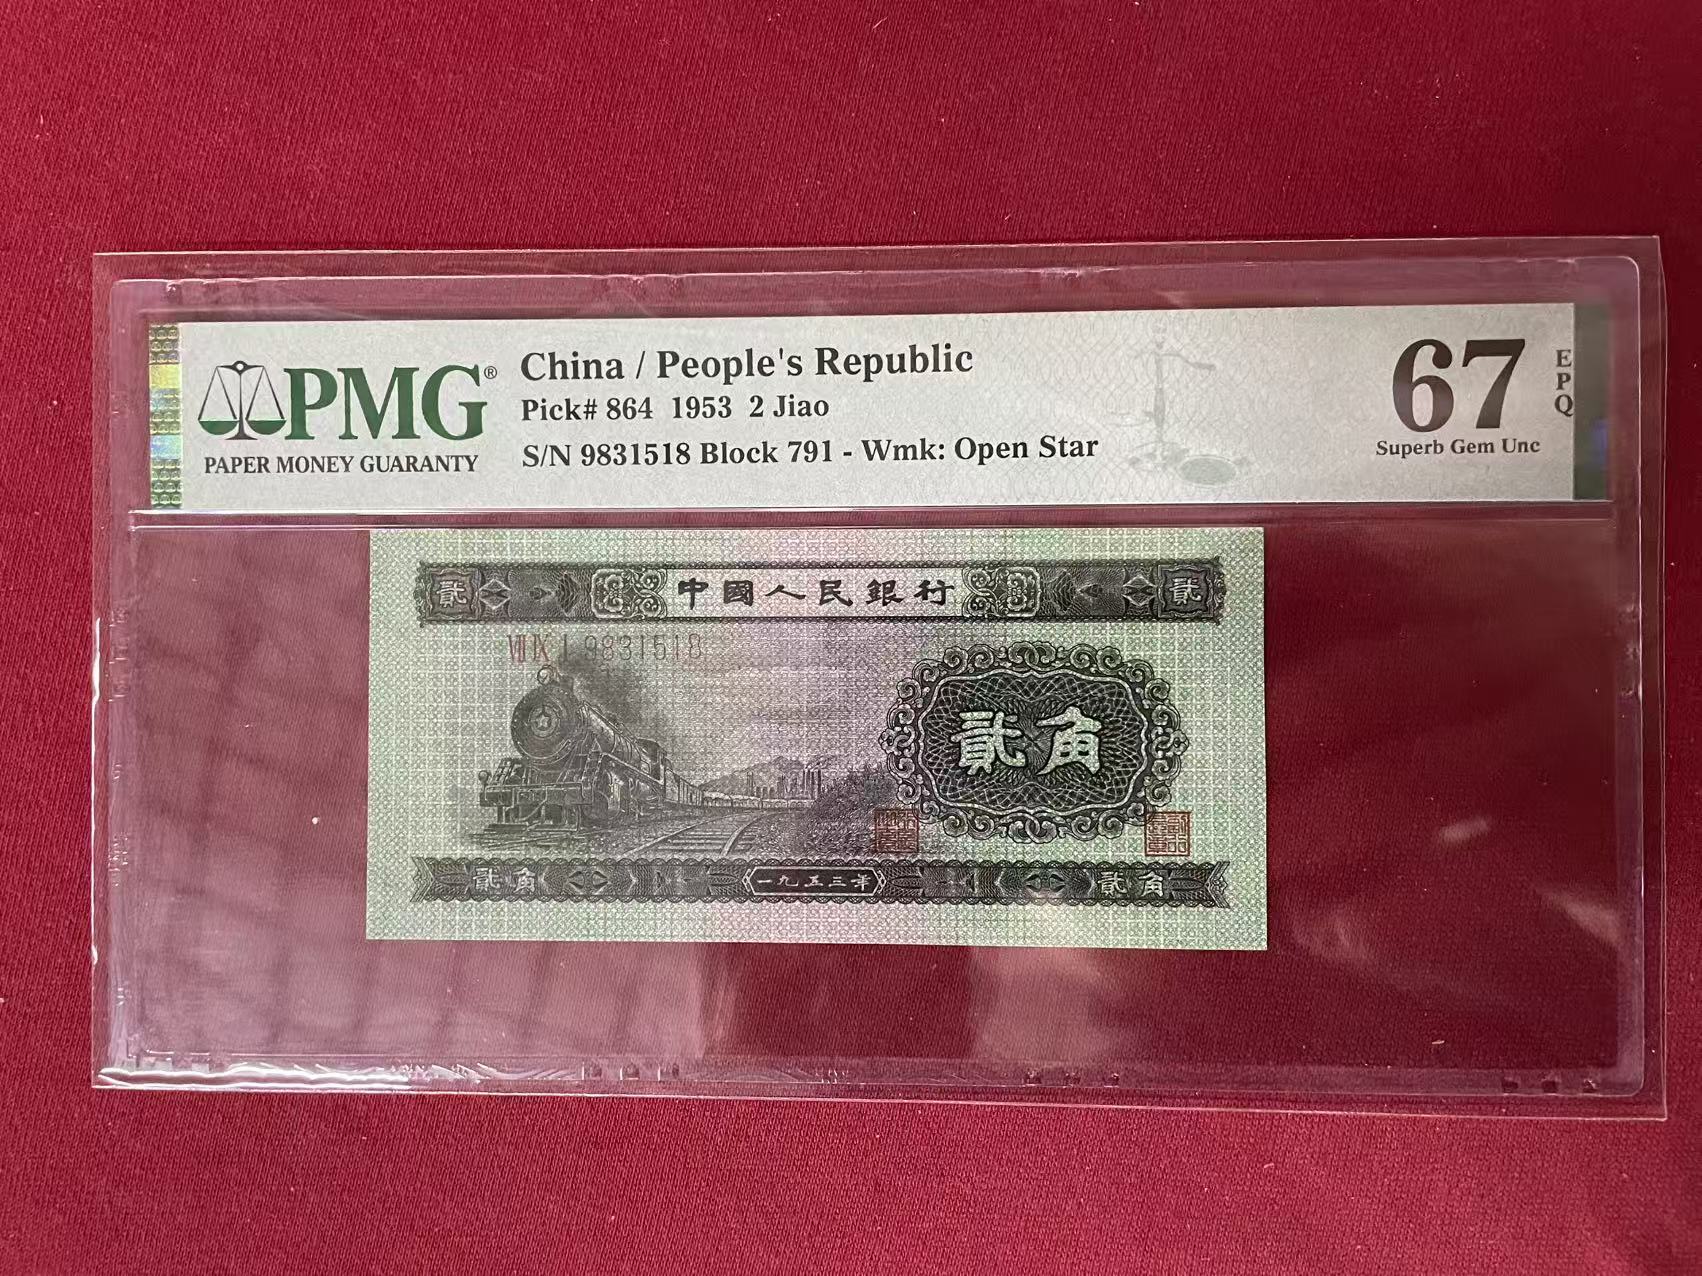 PMG®
PAPER MONEY GUARANTY
China / People's Republic
Pick# 864 1953 2 Jiao
S/N 9831518 Block 791 - Wmk: Open Star
67
EPQ
Superb Gem Unc
貳 中國人民銀行 貳
VII IX I 9831518
貳角
貳角 一九五三年 貳角